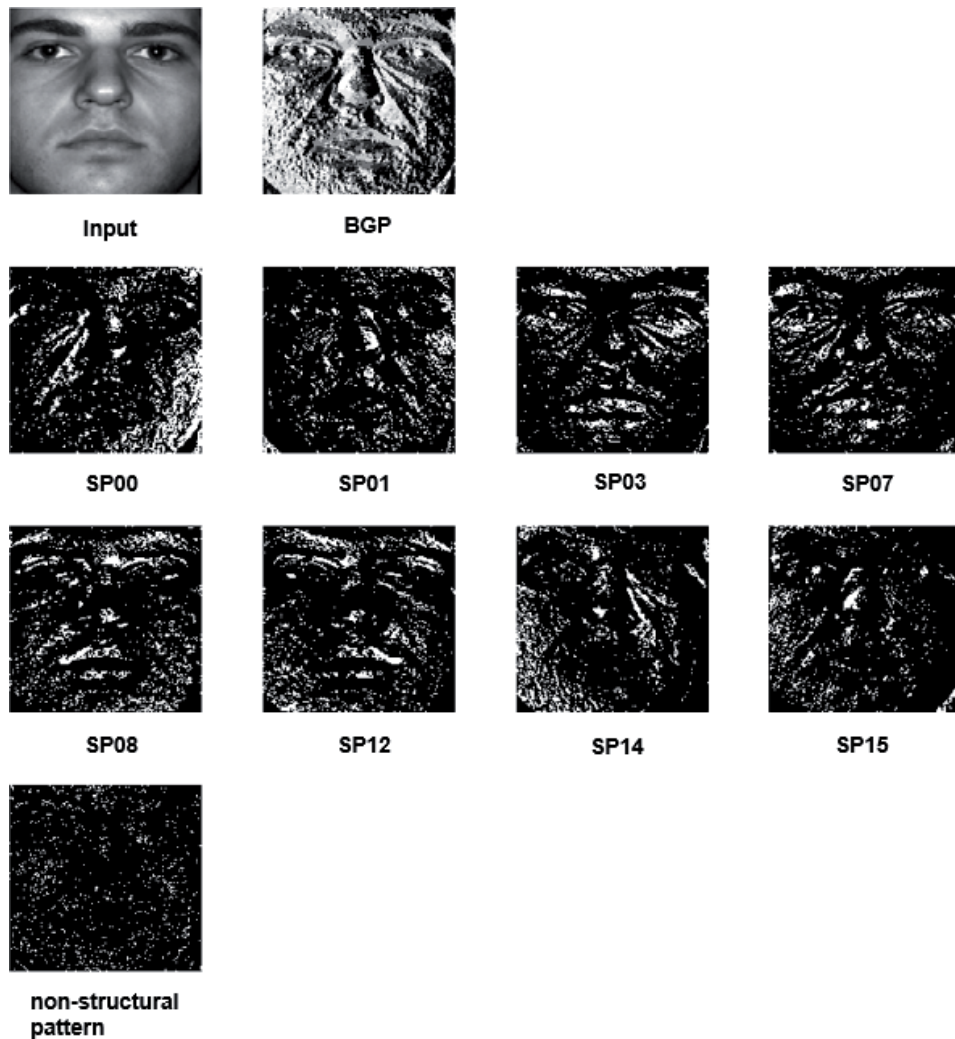 Input
BGP
SP00
SP01
SP03
SP07
SP08
SP12
SP14
SP15
non-structural
pattern